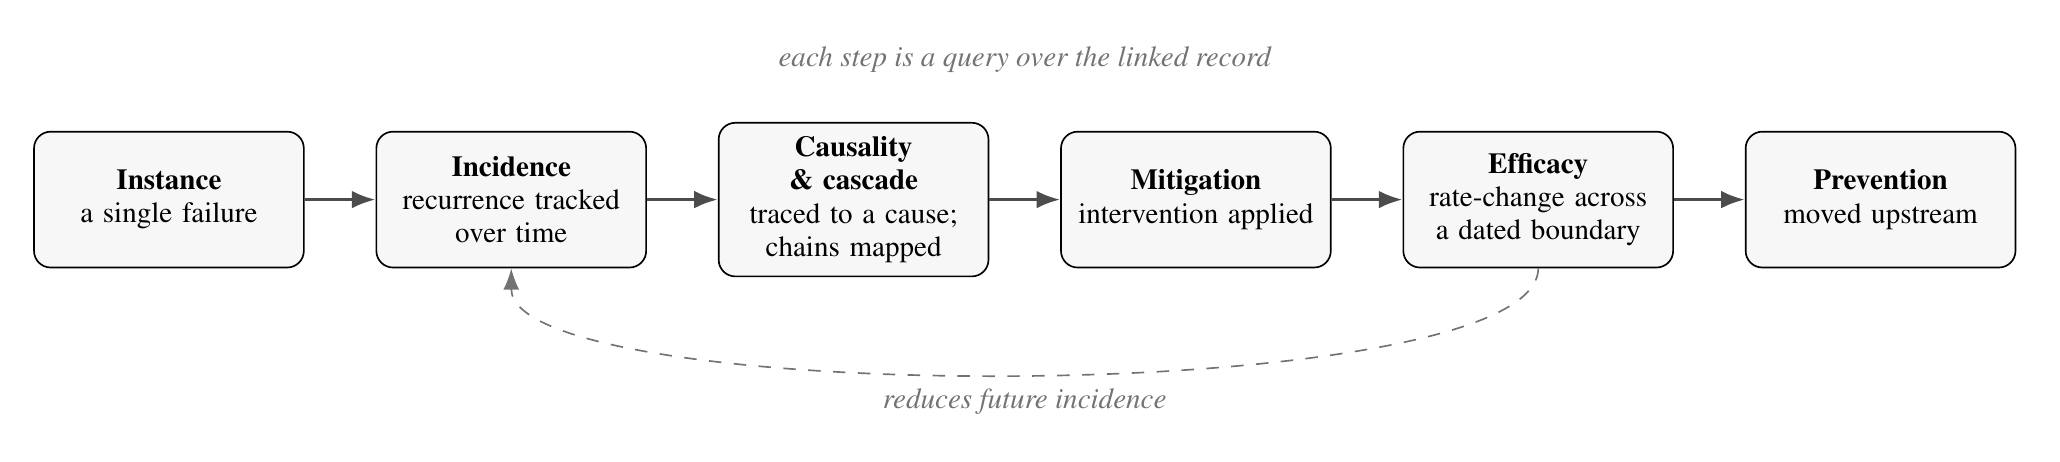 each step is a query over the linked record
Instance
a single failure
Incidence
recurrence tracked
over time
Causality
& cascade
traced to a cause;
chains mapped
Mitigation
intervention applied
Efficacy
rate-change across
a dated boundary
Prevention
moved upstream
reduces future incidence